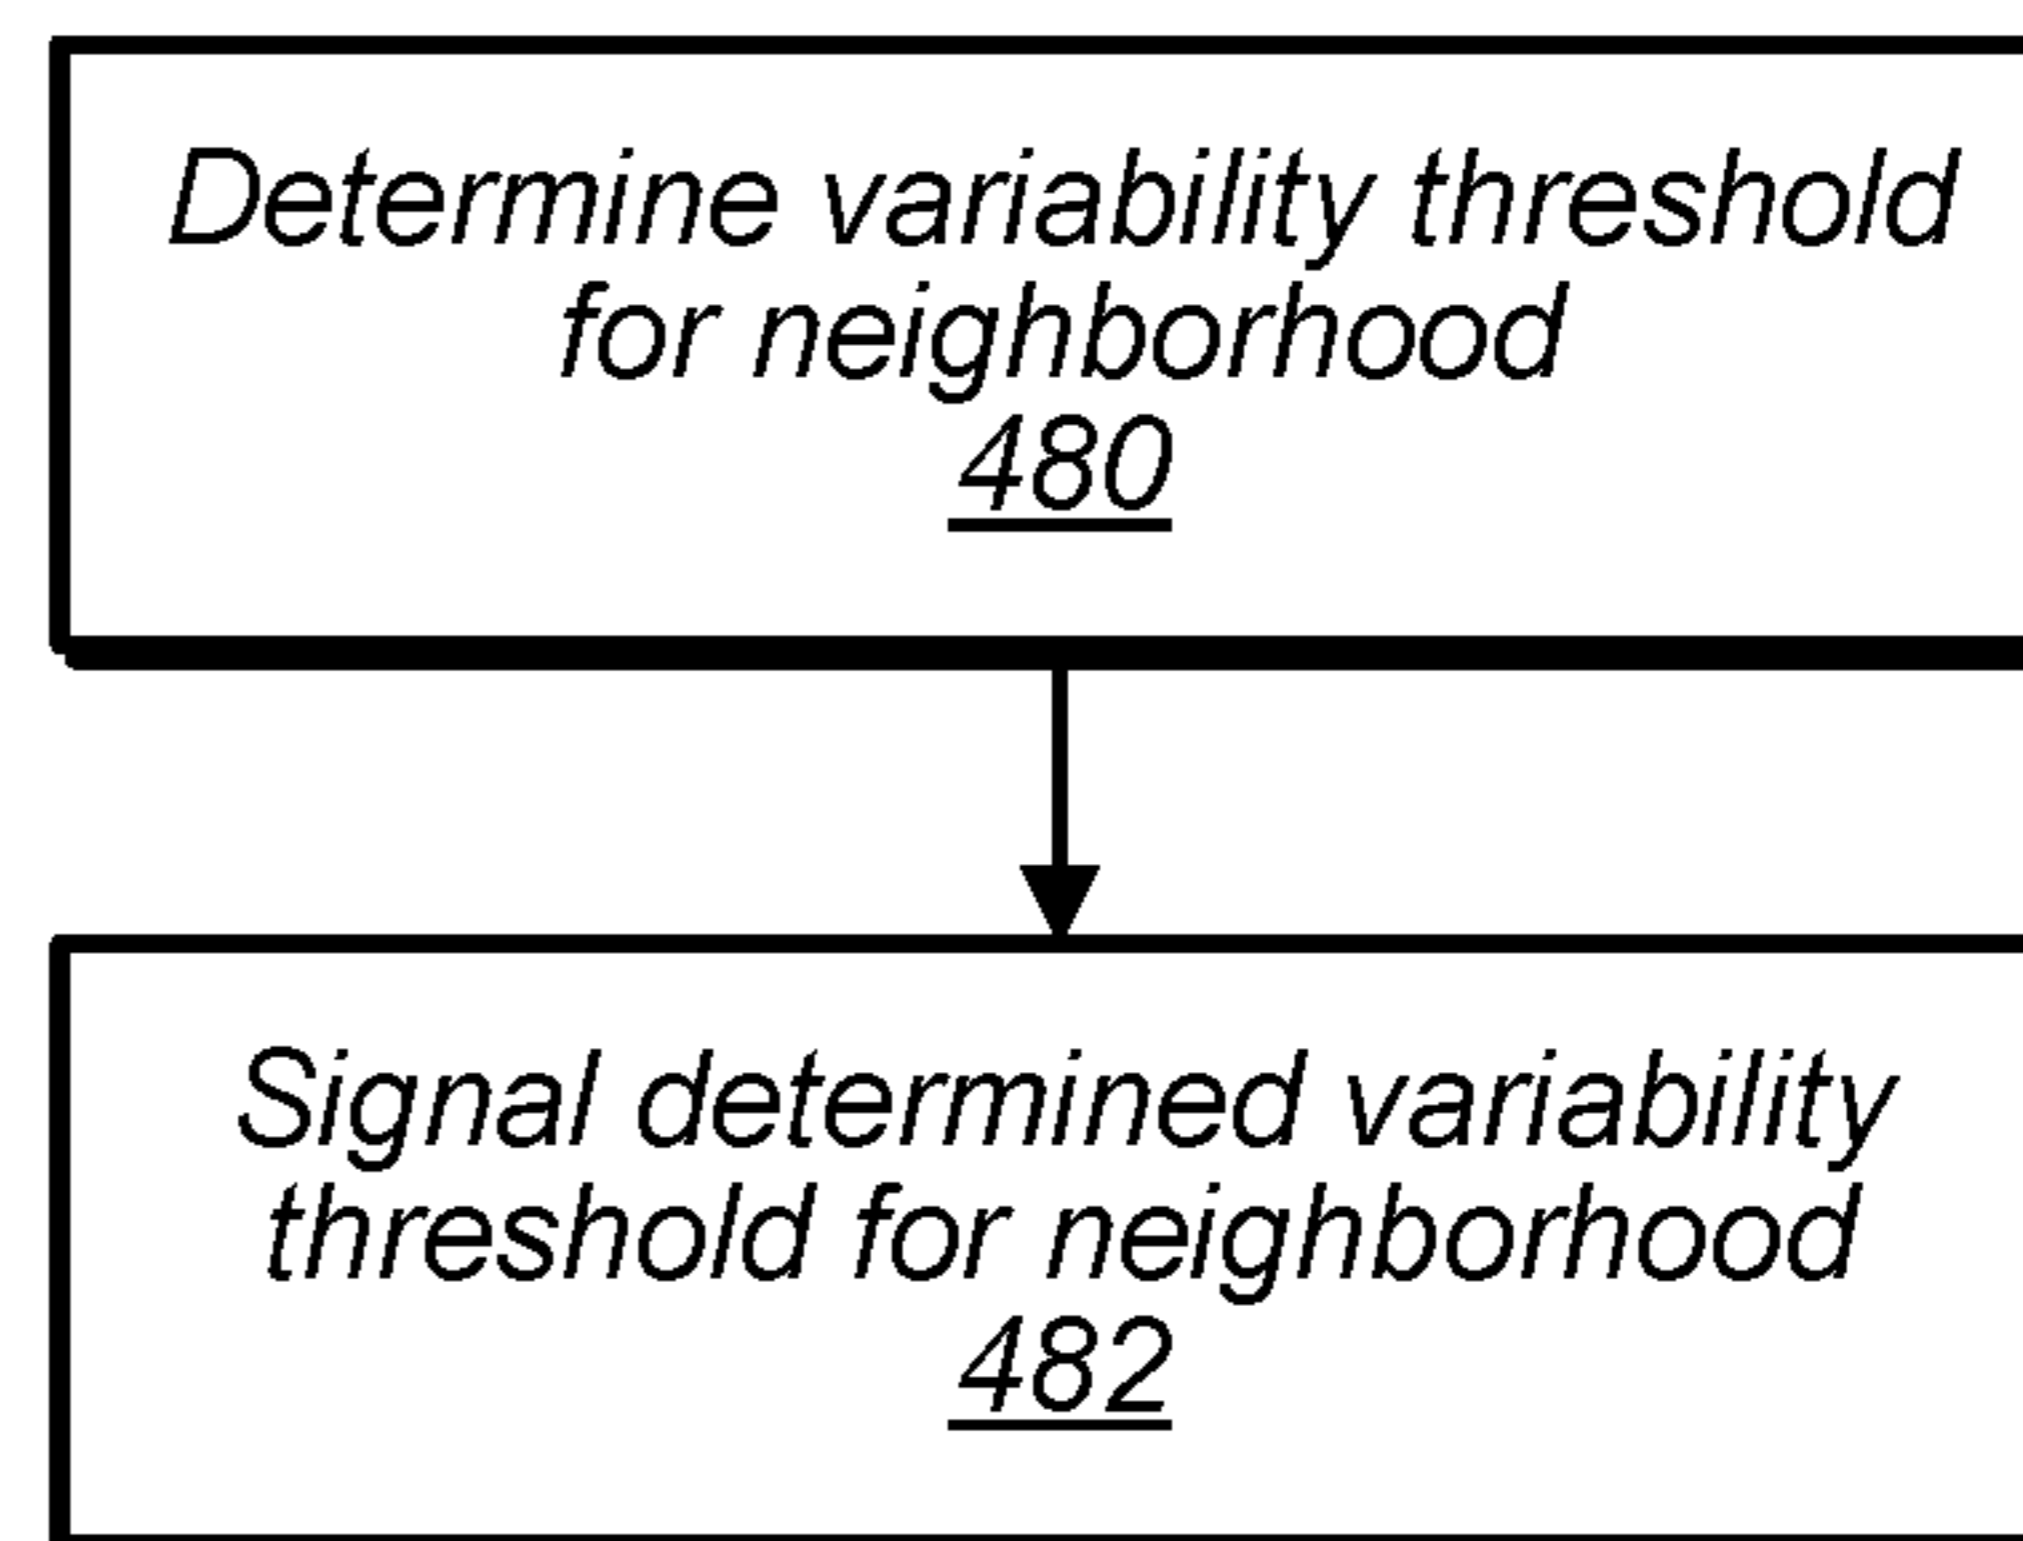 Determine variability threshold
for neighborhood
480
Signal determined variability
threshold for neighborhood
482